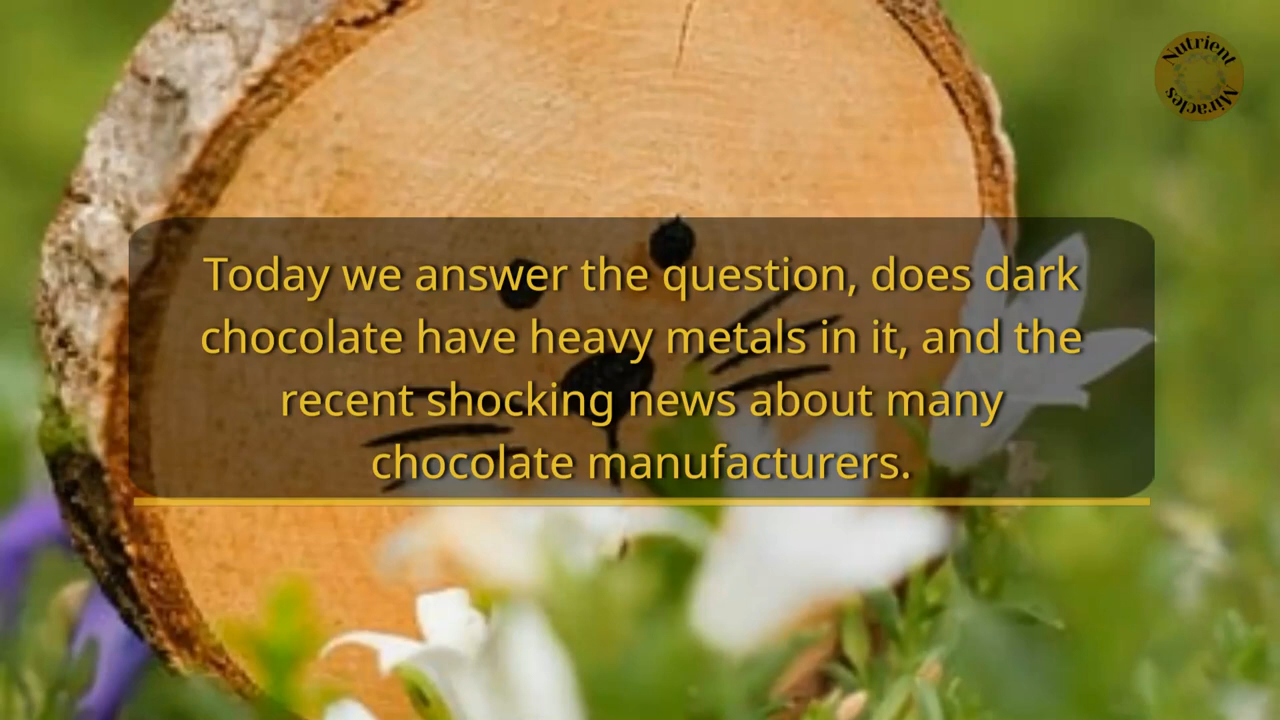 Nutrient
Miracles
Today we answer the question, does dark
chocolate have heavy metals in it, and the
recent shocking news about many
chocolate manufacturers.